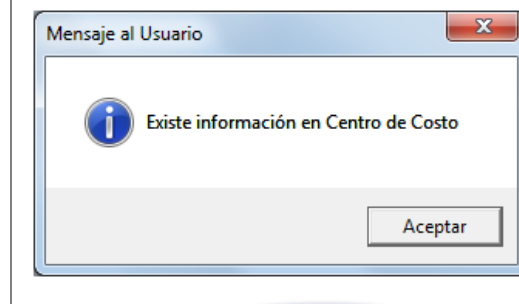 Mensaje al Usuario
Existe información en Centro de Costo
Aceptar